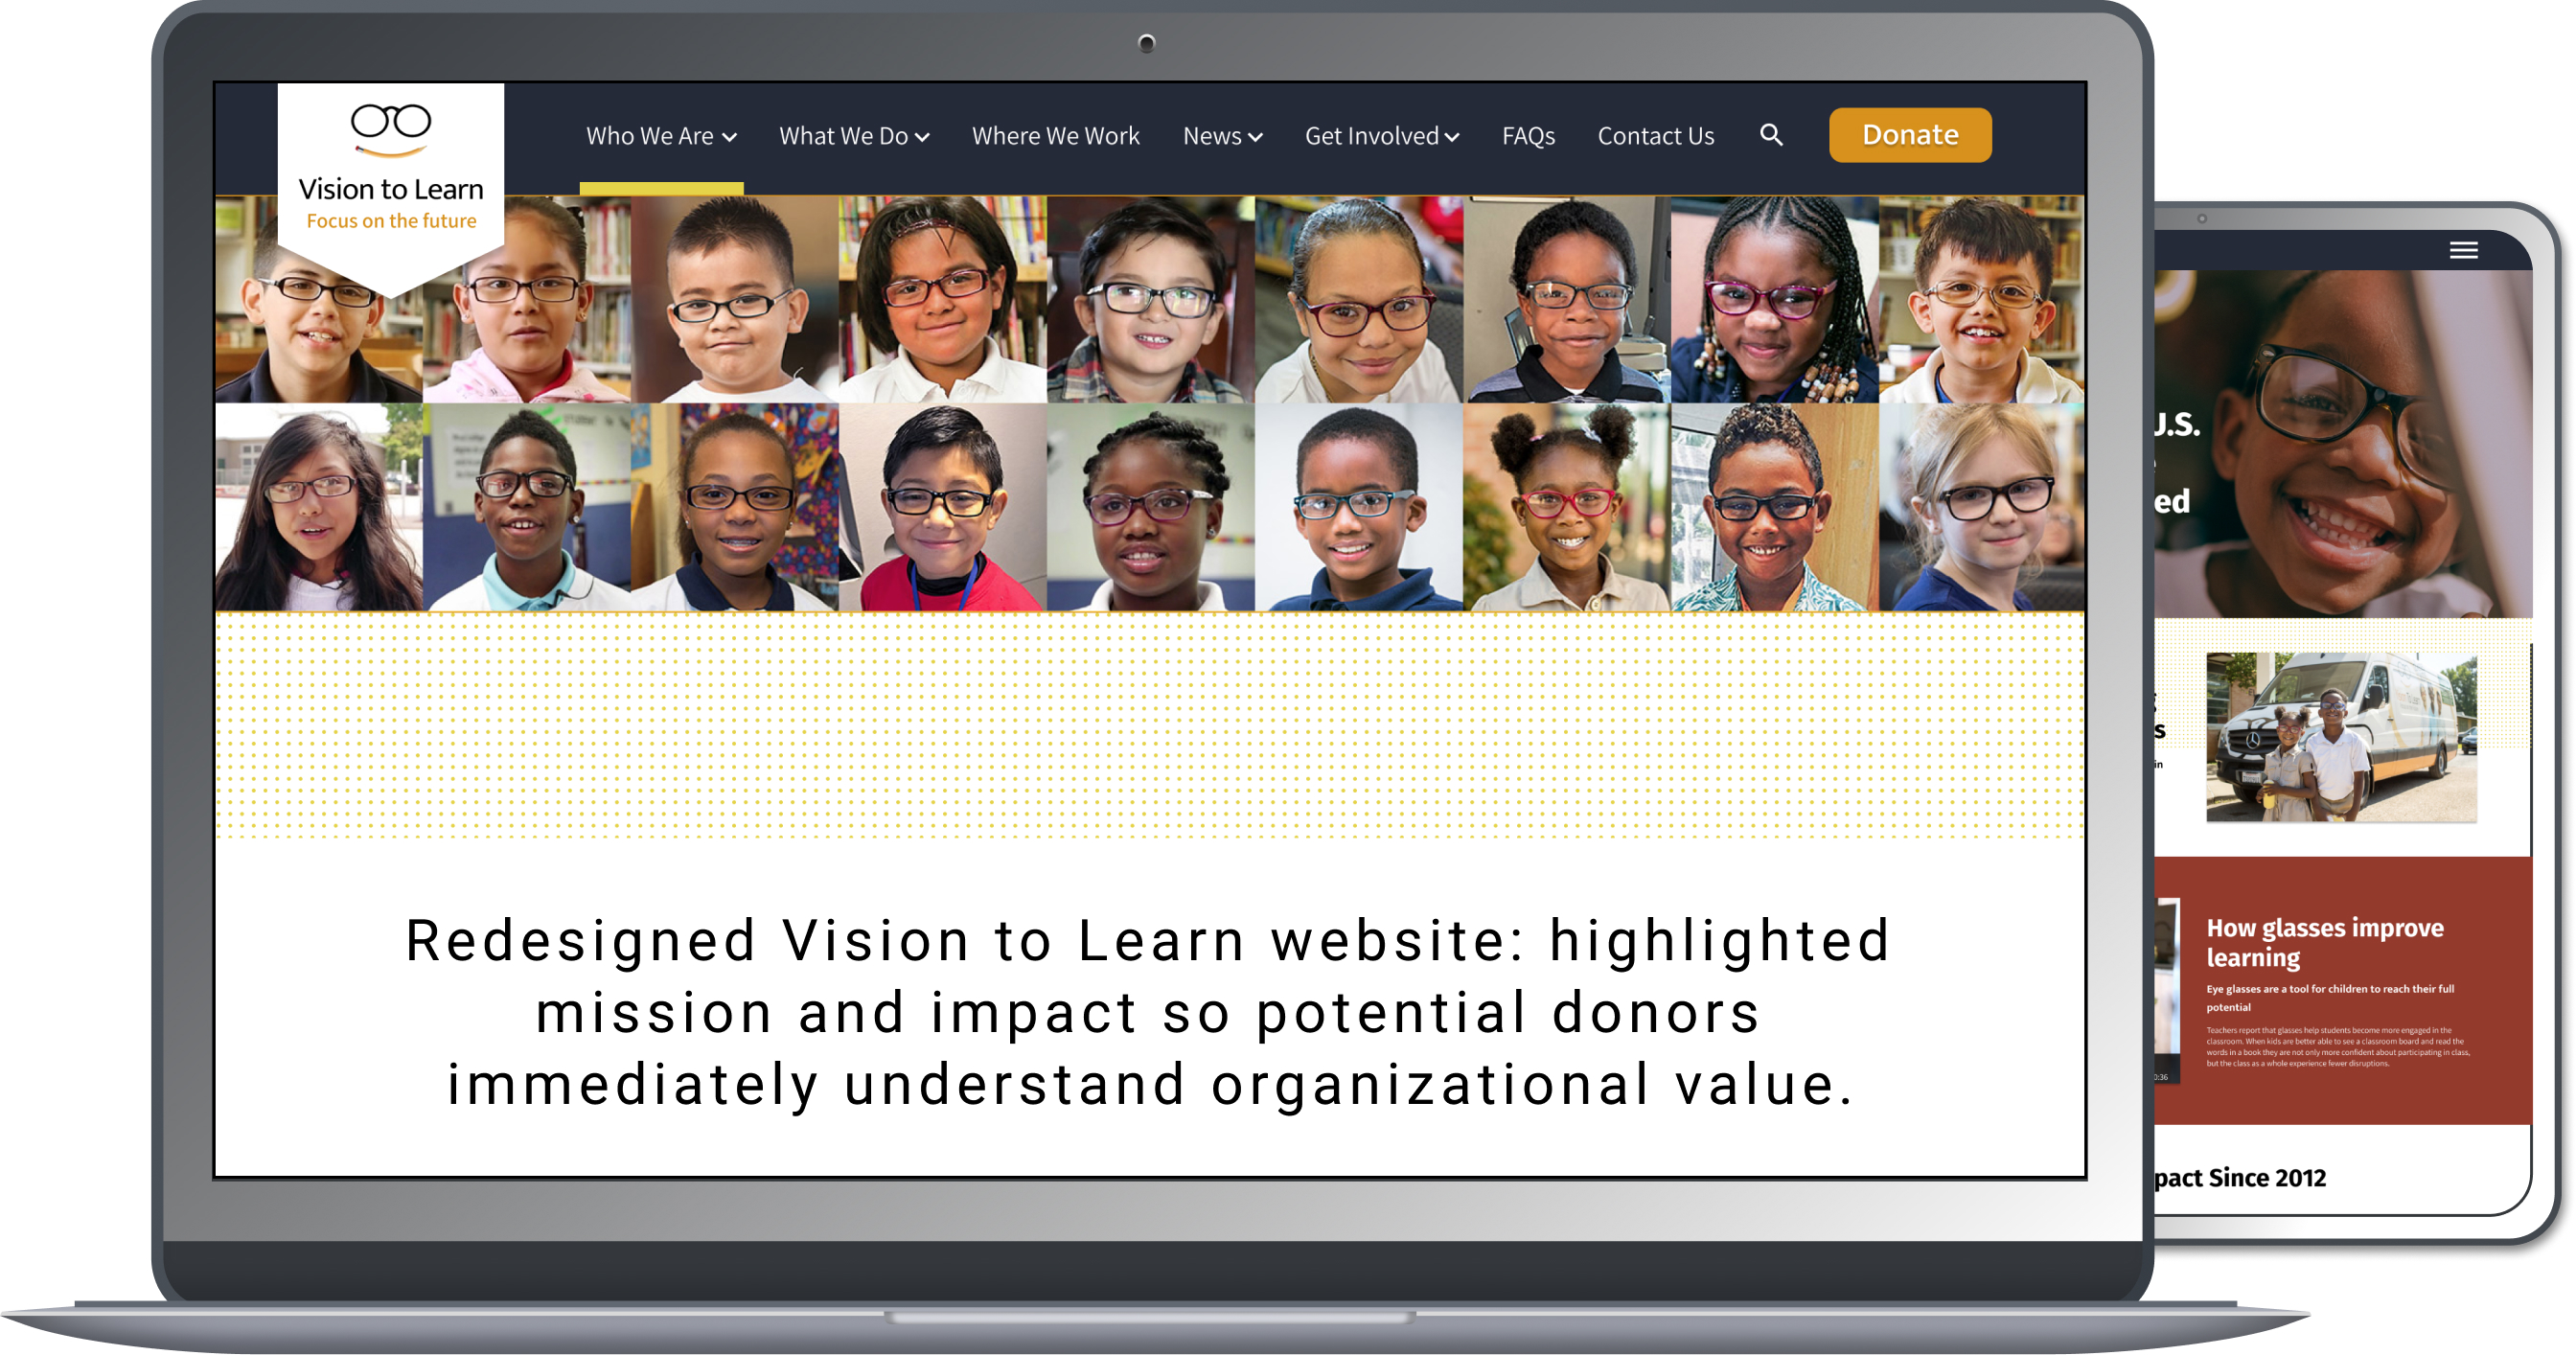 Vision to Learn
Focus on the future
Who We Are
What We Do
Where We Work
News
Get Involved
FAQs
Contact Us
Donate
Redesigned Vision to Learn website: highlighted
mission and impact so potential donors
immediately understand organizational value.
U.S.
ed
s
in
How glasses improve
learning
Eye glasses are a tool for children to reach their full
potential
Teachers report that glasses help students become more engaged in the
classroom. When kids are better able to see a classroom board and read the
words in a book they are not only more confident about participating in class,
but the class as a whole experience fewer disruptions.
0:36
pact Since 2012